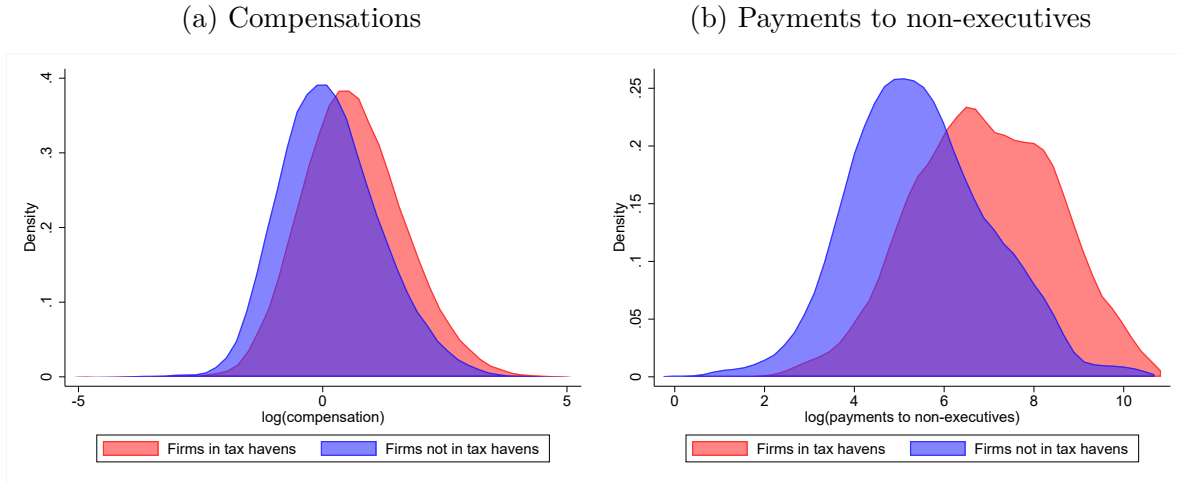 (a) Compensations
.4
.3
.2
.1
0
Density
-5 0 5
log(compensation)
Firms in tax havens Firms not in tax havens
(b) Payments to non-executives
.25
.2
.15
.1
.05
0
Density
0 2 4 6 8 10
log(payments to non-executives)
Firms in tax havens Firms not in tax havens